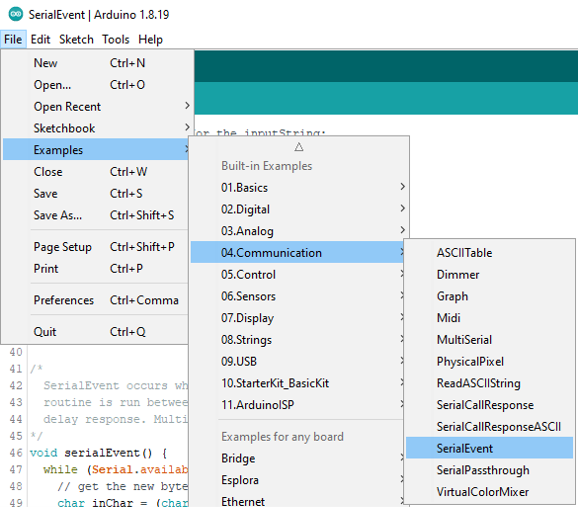 SerialEvent | Arduino 1.8.19
File Edit Sketch Tools Help
New Ctrl+N
Open... Ctrl+O
Open Recent
Sketchbook
Examples
Close Ctrl+W
Save Ctrl+S
Save As... Ctrl+Shift+S
Page Setup Ctrl+Shift+P
Print Ctrl+P
Preferences Ctrl+Comma
Quit Ctrl+Q
or the inputString:
Built-in Examples
01.Basics
02.Digital
03.Analog
04.Communication
05.Control
06.Sensors
07.Display
08.Strings
09.USB
10.StarterKit_BasicKit
11.ArduinoISP
Examples for any board
Bridge
Esplora
Ethernet
ASCIITable
Dimmer
Graph
Midi
MultiSerial
PhysicalPixel
ReadASCIIString
SerialCallResponse
SerialCallResponseASCII
SerialEvent
SerialPassthrough
VirtualColorMixer
40
41 /*
42 SerialEvent occurs wh
43 routine is run betwee
44 delay response. Multi
45 */
46 void serialEvent() {
47 while (Serial.availab
48 // get the new byte
49 char inChar = (char